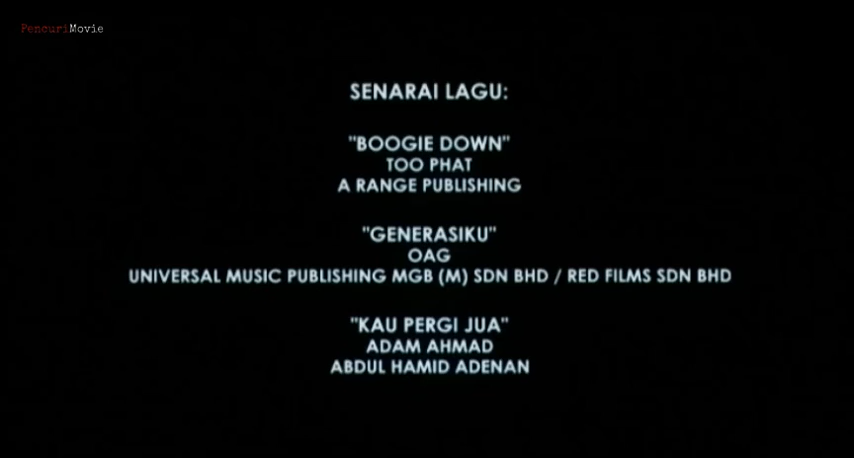 PencuriMovie
SENARAI LAGU:
"BOOGIE DOWN"
TOO PHAT
A RANGE PUBLISHING
"GENERASIKU"
OAG
UNIVERSAL MUSIC PUBLISHING MGB (M) SDN BHD / RED FILMS SDN BHD
"KAU PERGI JUA"
ADAM AHMAD
ABDUL HAMID ADENAN